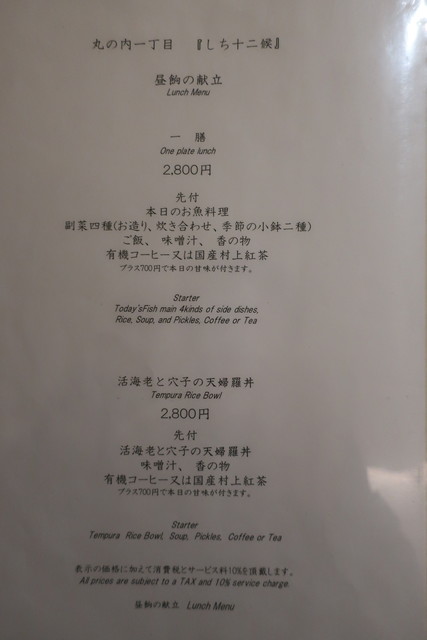 丸の内一丁目 『しち十二候』
昼餉の献立
Lunch Menu
一 膳
One plate lunch
2,800円
先付
本日のお魚料理
副菜四種(お造り、炊き合わせ、季節の小鉢二種)
ご飯、 味噌汁、 香の物
有機コーヒー又は国産村上紅茶
プラス700円で本日の甘味が付きます。
Starter
Today'sFish main 4kinds of side dishes,
Rice, Soup, and Pickles, Coffee or Tea
活海老と穴子の天婦羅丼
Tempura Rice Bowl
2,800円
先付
活海老と穴子の天婦羅丼
味噌汁、 香の物
有機コーヒー又は国産村上紅茶
プラス700円で本日の甘味が付きます。
Starter
Tempura Rice Bowl, Soup, Pickles, Coffee or Tea
表示の価格に加えて消費税とサービス料10%を頂戴します。
All prices are subject to a TAX and 10% service charge.
昼餉の献立 Lunch Menu